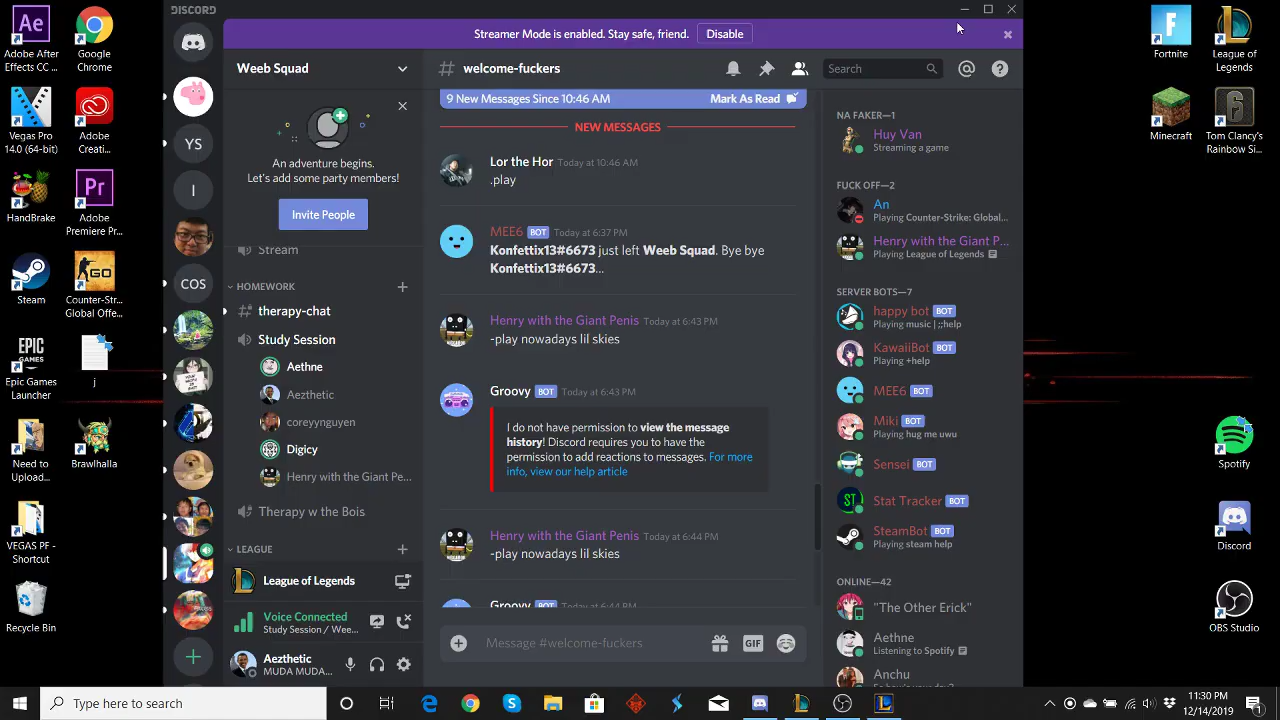 Adobe After
Effects CC ...
Google
Chrome
Vegas Pro
14.0 (64-bit)
Adobe
Creati...
HandBrake
Adobe
Premiere Pr...
Steam
Counter-Str...
Global Offe...
Epic Games
Launcher
j
Need to
Upload...
Brawlhalla
VEGAS PF -
Shortcut
Recycle Bin
DISCORD
Streamer Mode is enabled. Stay safe, friend.
Disable
YS
I
COS
Weeb Squad
An adventure begins.
Let's add some party members!
Invite People
Stream
HOMEWORK
therapy-chat
Study Session
Aethne
Aezthetic
coreyynguyen
Digicy
Henry with the Giant Pe...
Therapy w the Bois
LEAGUE
League of Legends
Voice Connected
Study Session / Wee...
Aezthetic
MUDA MUDA...
# welcome-fuckers
Search
9 New Messages Since 10:46 AM
Mark As Read
NEW MESSAGES
Lor the Hor Today at 10:46 AM
.play
MEE6 BOT Today at 6:37 PM
Konfettix13#6673 just left Weeb Squad. Bye bye
Konfettix13#6673...
Henry with the Giant Penis Today at 6:43 PM
-play nowadays lil skies
Groovy BOT Today at 6:43 PM
I do not have permission to view the message
history! Discord requires you to have the
permission to add reactions to messages. For more
info, view our help article
Henry with the Giant Penis Today at 6:44 PM
-play nowadays lil skies
Groovy BOT Today at 6:44 PM
Message #welcome-fuckers
GIF
NA FAKER—1
Huy Van
Streaming a game
FUCK OFF—2
An
Playing Counter-Strike: Global...
Henry with the Giant P...
Playing League of Legends
SERVER BOTS—7
happy bot BOT
Playing music | ;;help
KawaiiBot BOT
Playing +help
MEE6 BOT
Miki BOT
Playing hug me uwu
Sensei BOT
ST
Stat Tracker BOT
SteamBot BOT
Playing steam help
ONLINE—42
"The Other Erick"
Aethne
Listening to Spotify
Anchu
Fortnite
League of
Legends
Minecraft
Tom Clancy's
Rainbow Si...
Spotify
Discord
OBS Studio
Type here to search
11:30 PM
12/14/2019
1